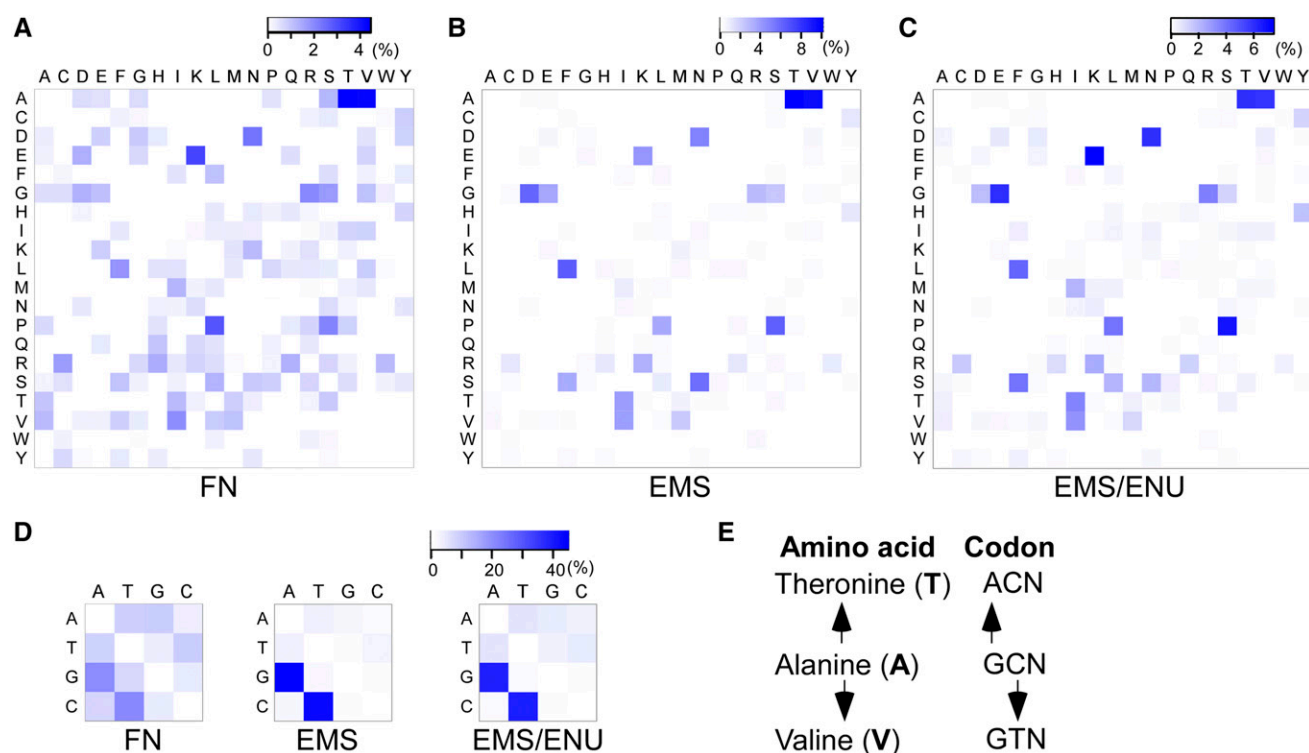 A
0 2 4 (%)
A C D E F G H I K L M N P Q R S T V W Y
A
C
D
E
F
G
H
I
K
L
M
N
P
Q
R
S
T
V
W
Y
FN
B
0 4 8 (%)
A C D E F G H I K L M N P Q R S T V W Y
A
C
D
E
F
G
H
I
K
L
M
N
P
Q
R
S
T
V
W
Y
EMS
C
0 2 4 6 (%)
A C D E F G H I K L M N P Q R S T V W Y
A
C
D
E
F
G
H
I
K
L
M
N
P
Q
R
S
T
V
W
Y
EMS/ENU
D
0 20 40 (%)
A T G C
A
T
G
C
FN
A T G C
A
T
G
C
EMS
A T G C
A
T
G
C
EMS/ENU
E
Amino acid Codon
Theronine (T) ACN
Alanine (A) GCN
Valine (V) GTN